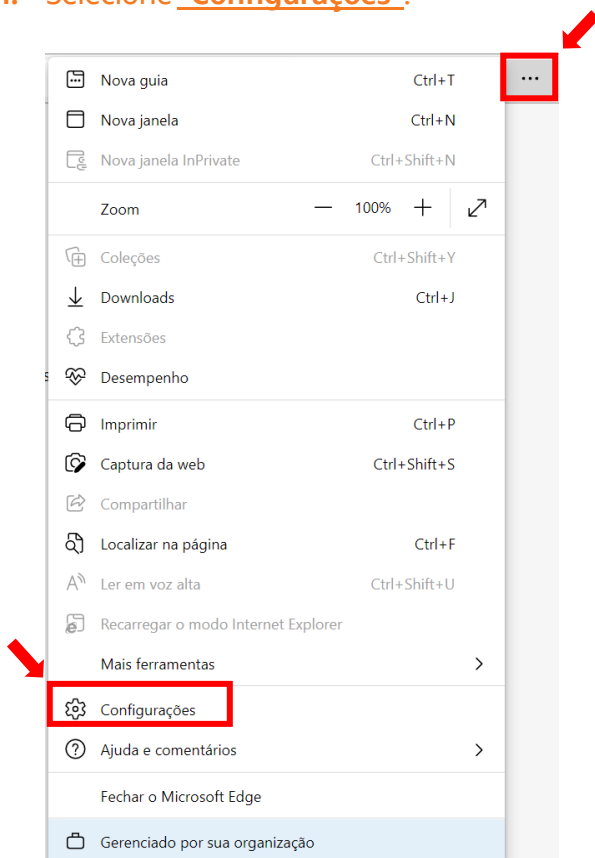 Selecione "Configurações".
...
Nova guia Ctrl+T
Nova janela Ctrl+N
Nova janela InPrivate Ctrl+Shift+N
Zoom — 100% +
Coleções Ctrl+Shift+Y
Downloads Ctrl+J
Extensões
Desempenho
Imprimir Ctrl+P
Captura da web Ctrl+Shift+S
Compartilhar
Localizar na página Ctrl+F
Ler em voz alta Ctrl+Shift+U
Recarregar o modo Internet Explorer
Mais ferramentas >
Configurações
Ajuda e comentários >
Fechar o Microsoft Edge
Gerenciado por sua organização